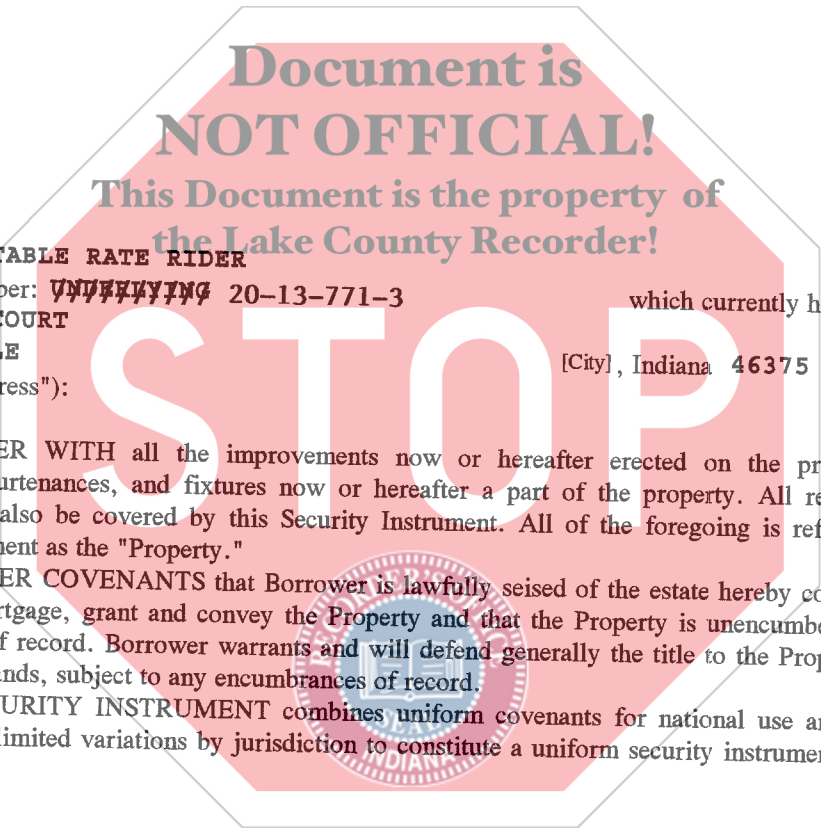 Document is
NOT OFFICIAL!
This Document is the property of
the Lake County Recorder!
TABLE RATE RIDER
ber: UNDERLYING 20-13-771-3 which currently h
COURT
LE [City], Indiana 46375
ress"):
STOP
ER WITH all the improvements now or hereafter erected on the pr
urtenances, and fixtures now or hereafter a part of the property. All re
also be covered by this Security Instrument. All of the foregoing is ref
ent as the "Property."
ER COVENANTS that Borrower is lawfully seised of the estate hereby co
rtgage, grant and convey the Property and that the Property is unencumbe
f record. Borrower warrants and will defend generally the title to the Prop
nds, subject to any encumbrances of record.
URITY INSTRUMENT combines uniform covenants for national use a
limited variations by jurisdiction to constitute a uniform security instrume
SEAL
INDIANA